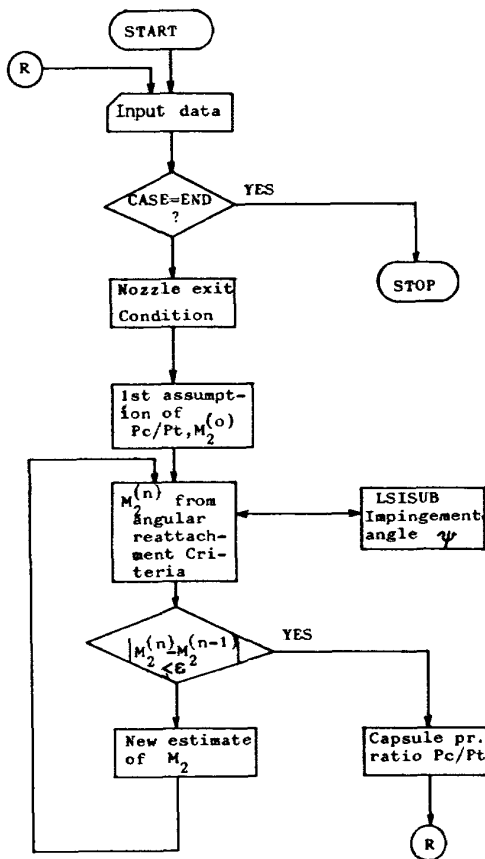 START
R
Input data
CASE=END
?
YES
STOP
Nozzle exit
Condition
1st assumpt-
ion of
Pc/Pt, M₂⁽ᵒ⁾
M₂⁽ⁿ⁾ from
angular
reattach-
ment Cri-
teria
LSISUB
Impingement
angle ψ
|M₂⁽ⁿ⁾-M₂⁽ⁿ⁻¹⁾|
<ε
YES
New estimate
of M₂
Capsule pr.
ratio Pc/Pt
R